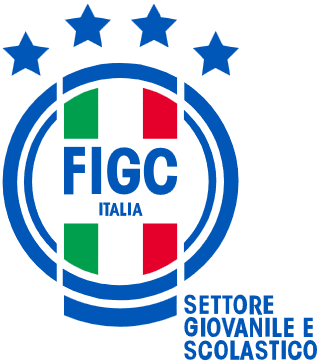 FIGC
ITALIA
SETTORE
GIOVANILE E
SCOLASTICO